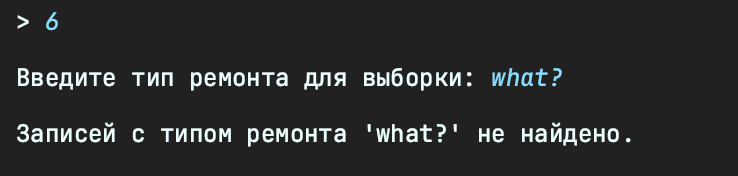 > 6
Введите тип ремонта для выборки: what?
Записей с типом ремонта 'what?' не найдено.